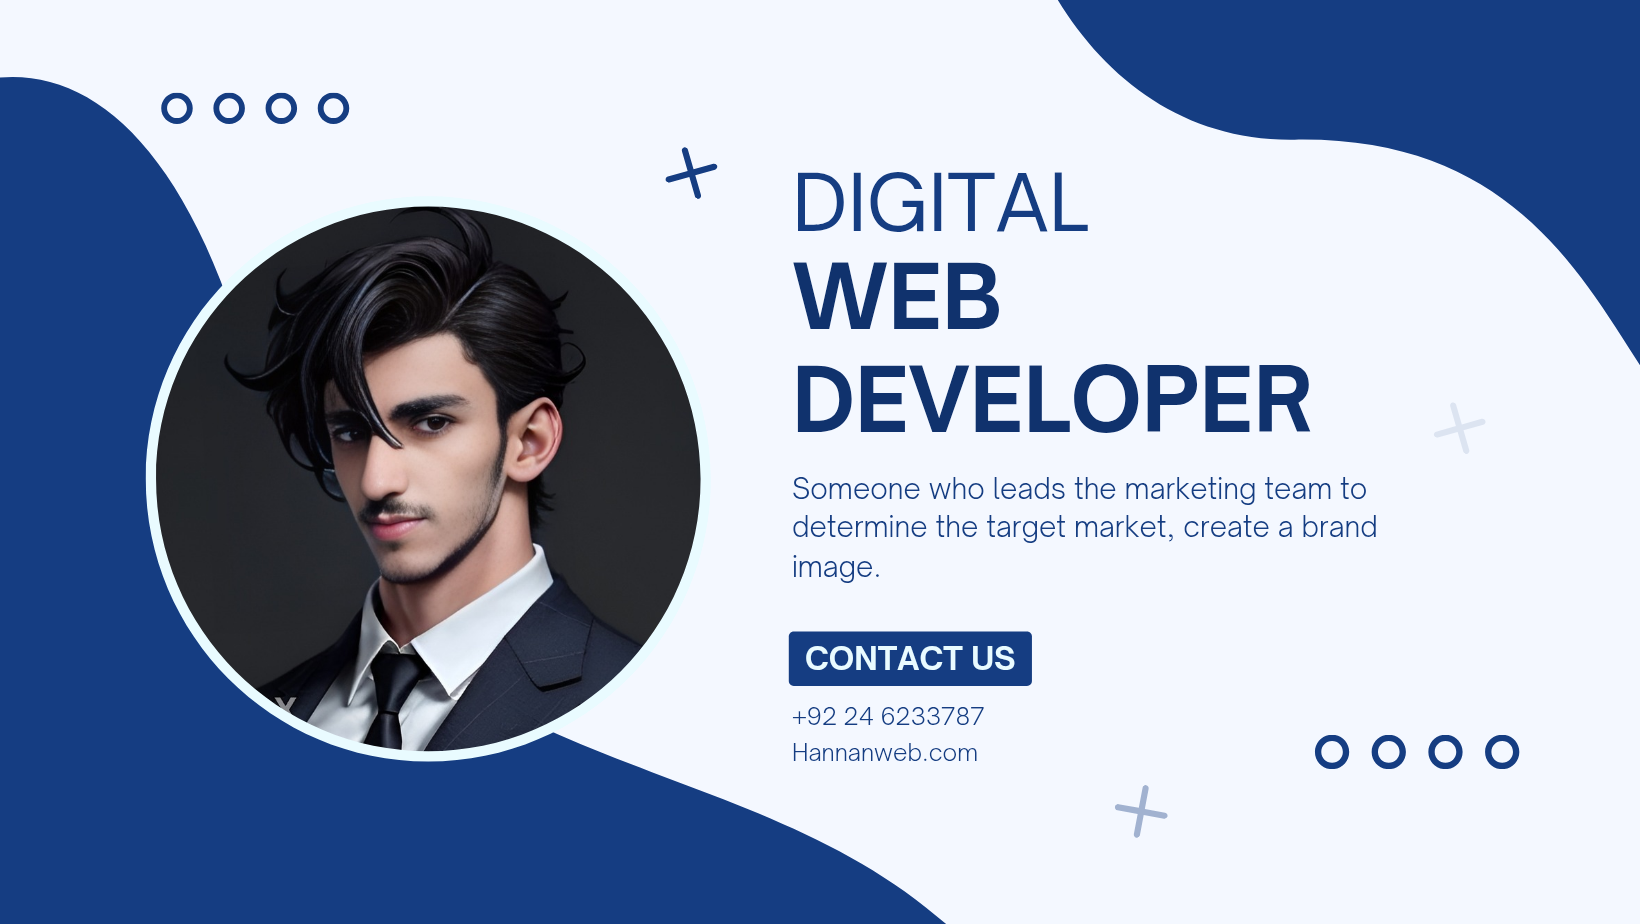 DIGITAL
WEB
DEVELOPER
Someone who leads the marketing team to
determine the target market, create a brand
image.
CONTACT US
+92 24 6233787
Hannanweb.com